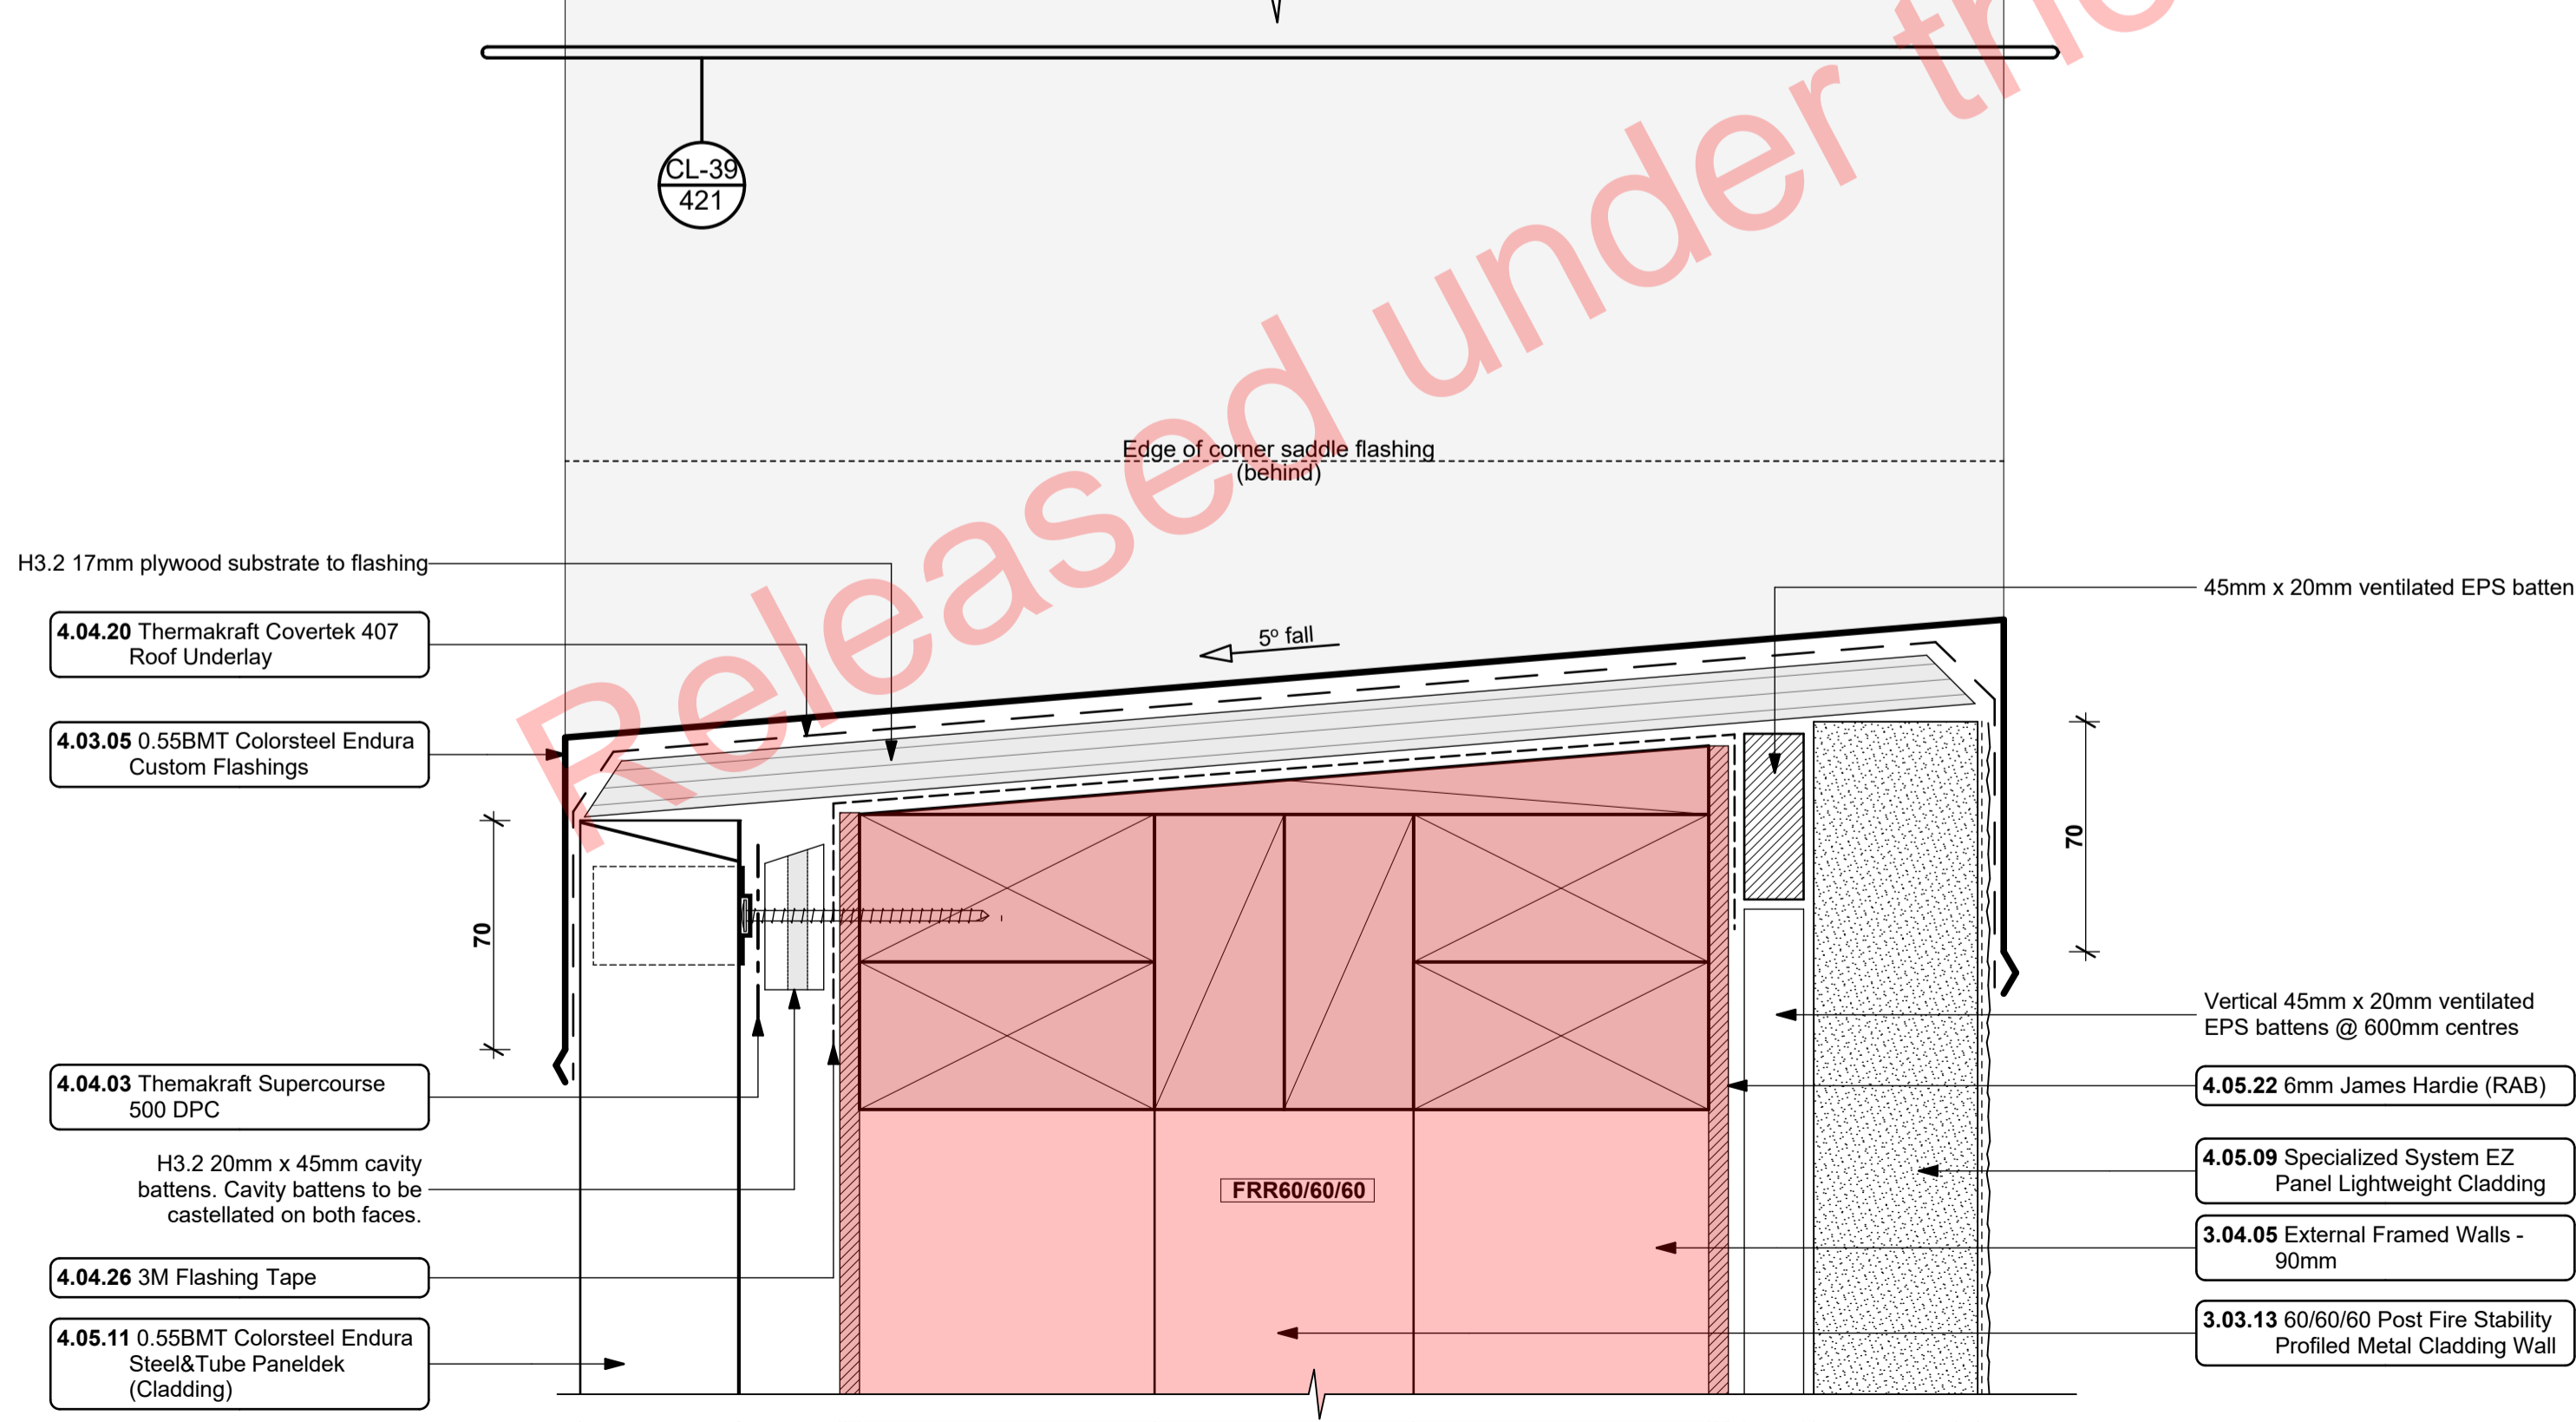 CL-39
421
Released under the
Edge of corner saddle flashing
(behind)
H3.2 17mm plywood substrate to flashing
4.04.20 Thermakraft Covertek 407
Roof Underlay
4.03.05 0.55BMT Colorsteel Endura
Custom Flashings
5º fall
70
4.04.03 Themakraft Supercourse
500 DPC
H3.2 20mm x 45mm cavity
battens. Cavity battens to be
castellated on both faces.
4.04.26 3M Flashing Tape
4.05.11 0.55BMT Colorsteel Endura
Steel&Tube Paneldek
(Cladding)
FRR60/60/60
45mm x 20mm ventilated EPS batten
70
Vertical 45mm x 20mm ventilated
EPS battens @ 600mm centres
4.05.22 6mm James Hardie (RAB)
4.05.09 Specialized System EZ
Panel Lightweight Cladding
3.04.05 External Framed Walls -
90mm
3.03.13 60/60/60 Post Fire Stability
Profiled Metal Cladding Wall